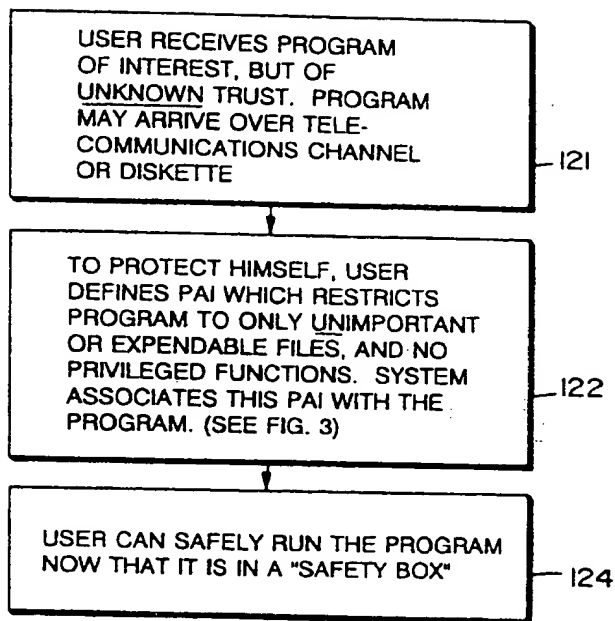 USER RECEIVES PROGRAM
OF INTEREST, BUT OF
UNKNOWN TRUST. PROGRAM
MAY ARRIVE OVER TELE-
COMMUNICATIONS CHANNEL
OR DISKETTE
121
TO PROTECT HIMSELF, USER
DEFINES PAI WHICH RESTRICTS
PROGRAM TO ONLY UNIMPORTANT
OR EXPENDABLE FILES, AND NO
PRIVILEGED FUNCTIONS. SYSTEM
ASSOCIATES THIS PAI WITH THE
PROGRAM. (SEE FIG. 3)
122
USER CAN SAFELY RUN THE PROGRAM
NOW THAT IT IS IN A "SAFETY BOX"
124